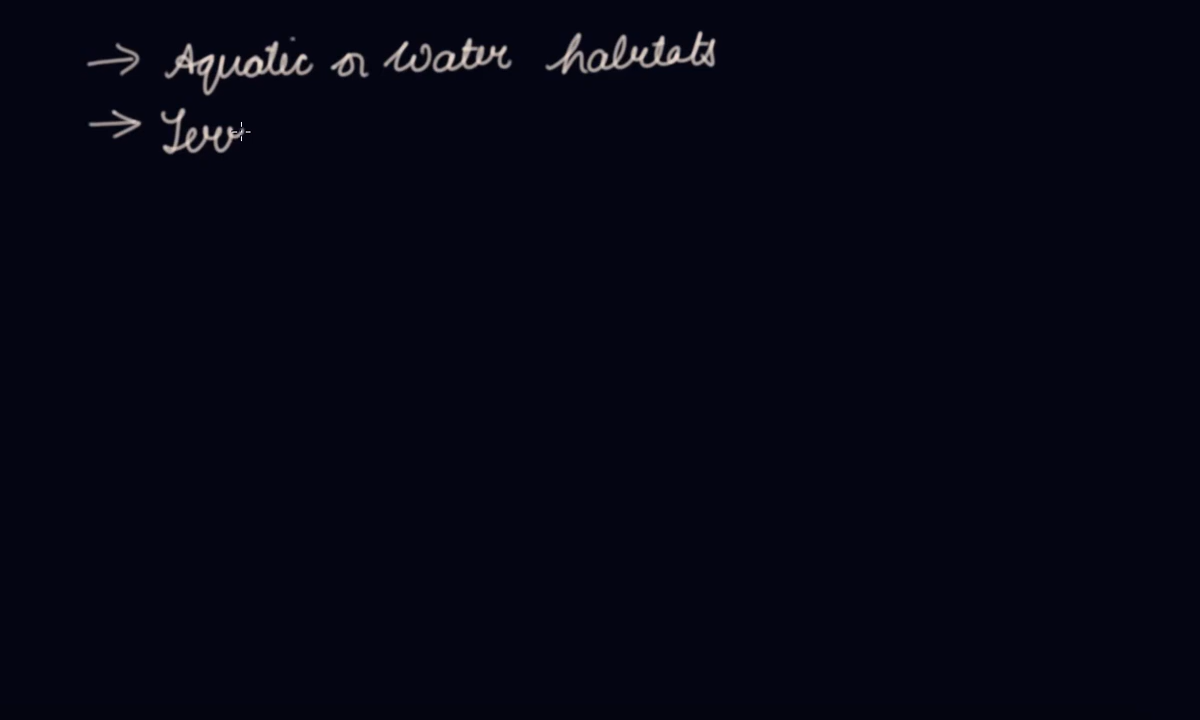 → Aquatic or Water habitats
→ Terr